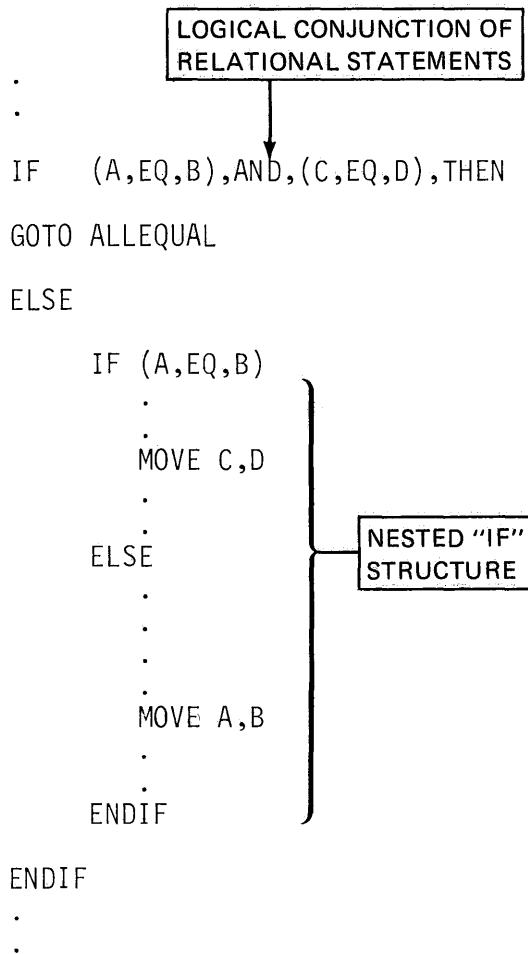 LOGICAL CONJUNCTION OF
RELATIONAL STATEMENTS
.
.
IF (A,EQ,B),AND,(C,EQ,D),THEN
GOTO ALLEQUAL
ELSE
IF (A,EQ,B)
.
.
MOVE C,D
.
.
ELSE
.
.
.
.
MOVE A,B
.
.
ENDIF
NESTED "IF"
STRUCTURE
ENDIF
.
.